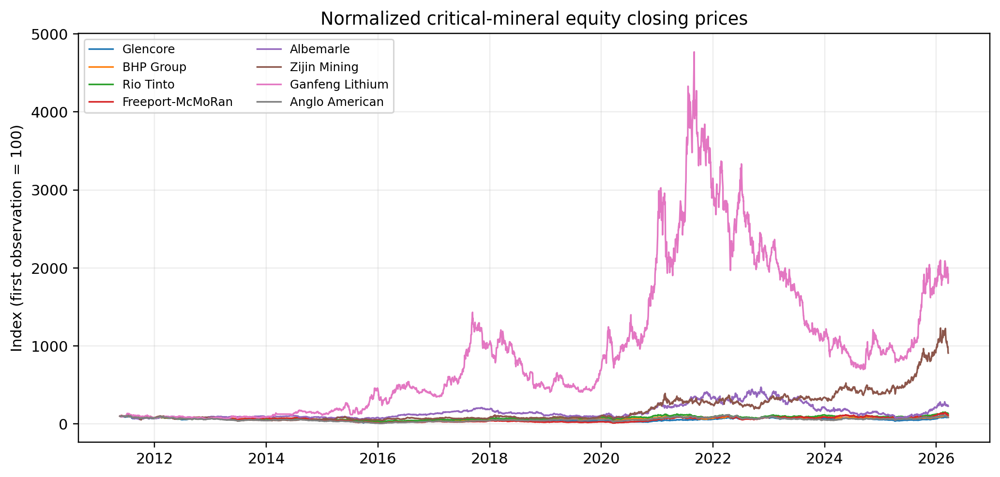 Normalized critical-mineral equity closing prices
Index (first observation = 100)
5000
4000
3000
2000
1000
0
Glencore
BHP Group
Rio Tinto
Freeport-McMoRan
Albemarle
Zijin Mining
Ganfeng Lithium
Anglo American
2012
2014
2016
2018
2020
2022
2024
2026